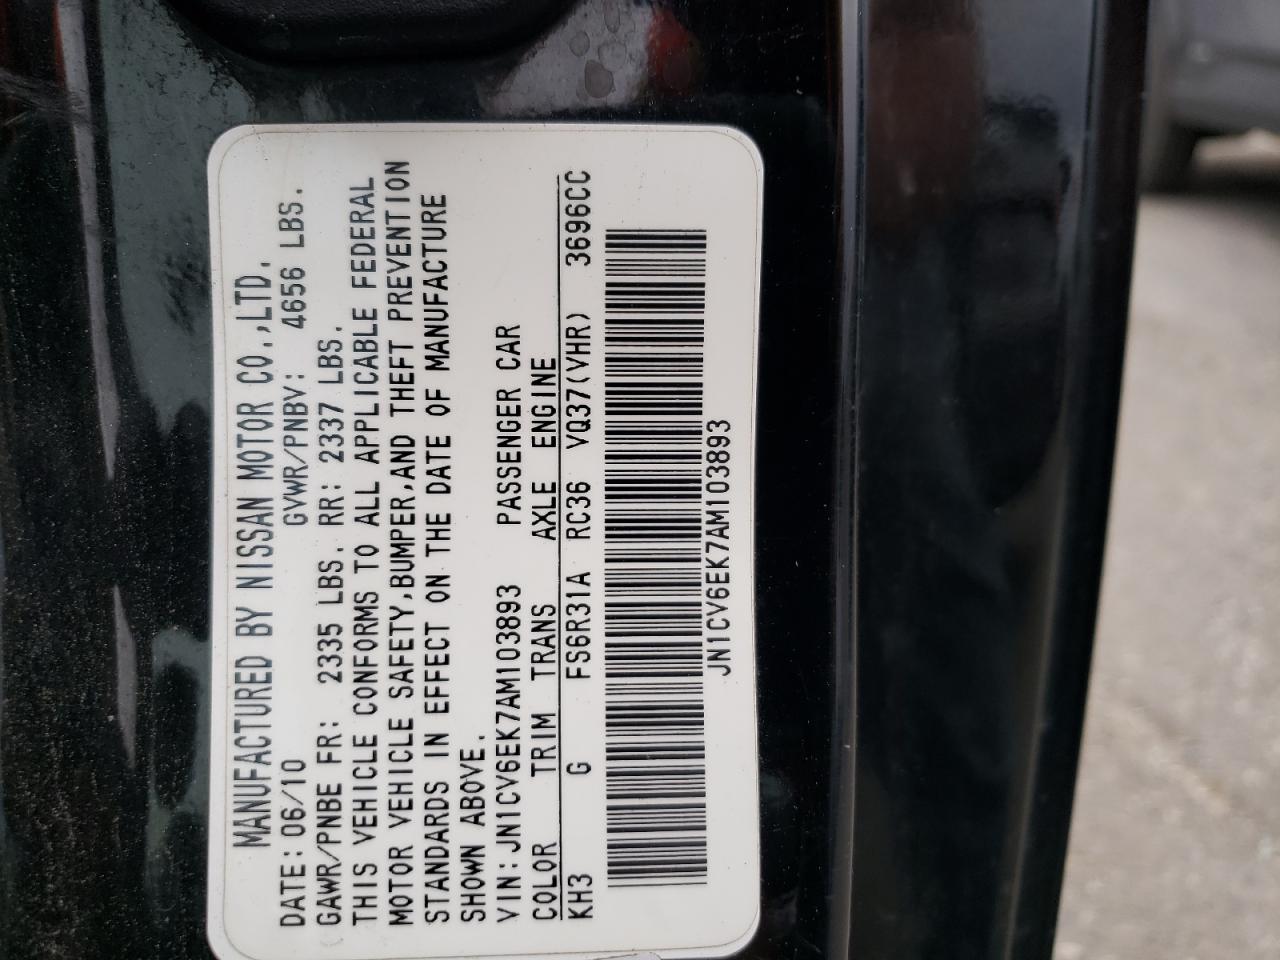 MANUFACTURED BY NISSAN MOTOR CO.,LTD.
DATE: 06/10 GVWR/PNBV: 4656 LBS.
GAWR/PNBE FR: 2335 LBS. RR: 2337 LBS.
THIS VEHICLE CONFORMS TO ALL APPLICABLE FEDERAL
MOTOR VEHICLE SAFETY,BUMPER,AND THEFT PREVENTION
STANDARDS IN EFFECT ON THE DATE OF MANUFACTURE
SHOWN ABOVE.
VIN:JN1CV6EK7AM103893 PASSENGER CAR
COLOR TRIM TRANS AXLE ENGINE
KH3 G FS6R31A RC36 VQ37(VHR) 3696CC
JN1CV6EK7AM103893